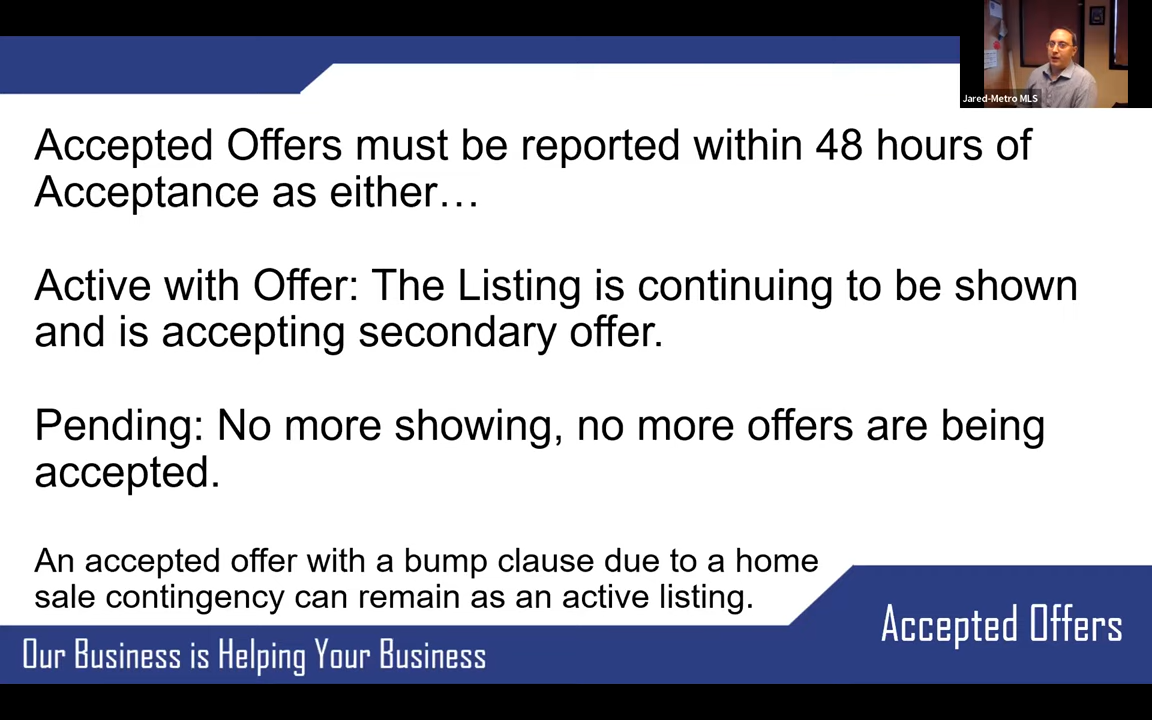 Jared-Metro MLS
Accepted Offers must be reported within 48 hours of
Acceptance as either…
Active with Offer: The Listing is continuing to be shown
and is accepting secondary offer.
Pending: No more showing, no more offers are being
accepted.
An accepted offer with a bump clause due to a home
sale contingency can remain as an active listing.
Accepted Offers
Our Business is Helping Your Business